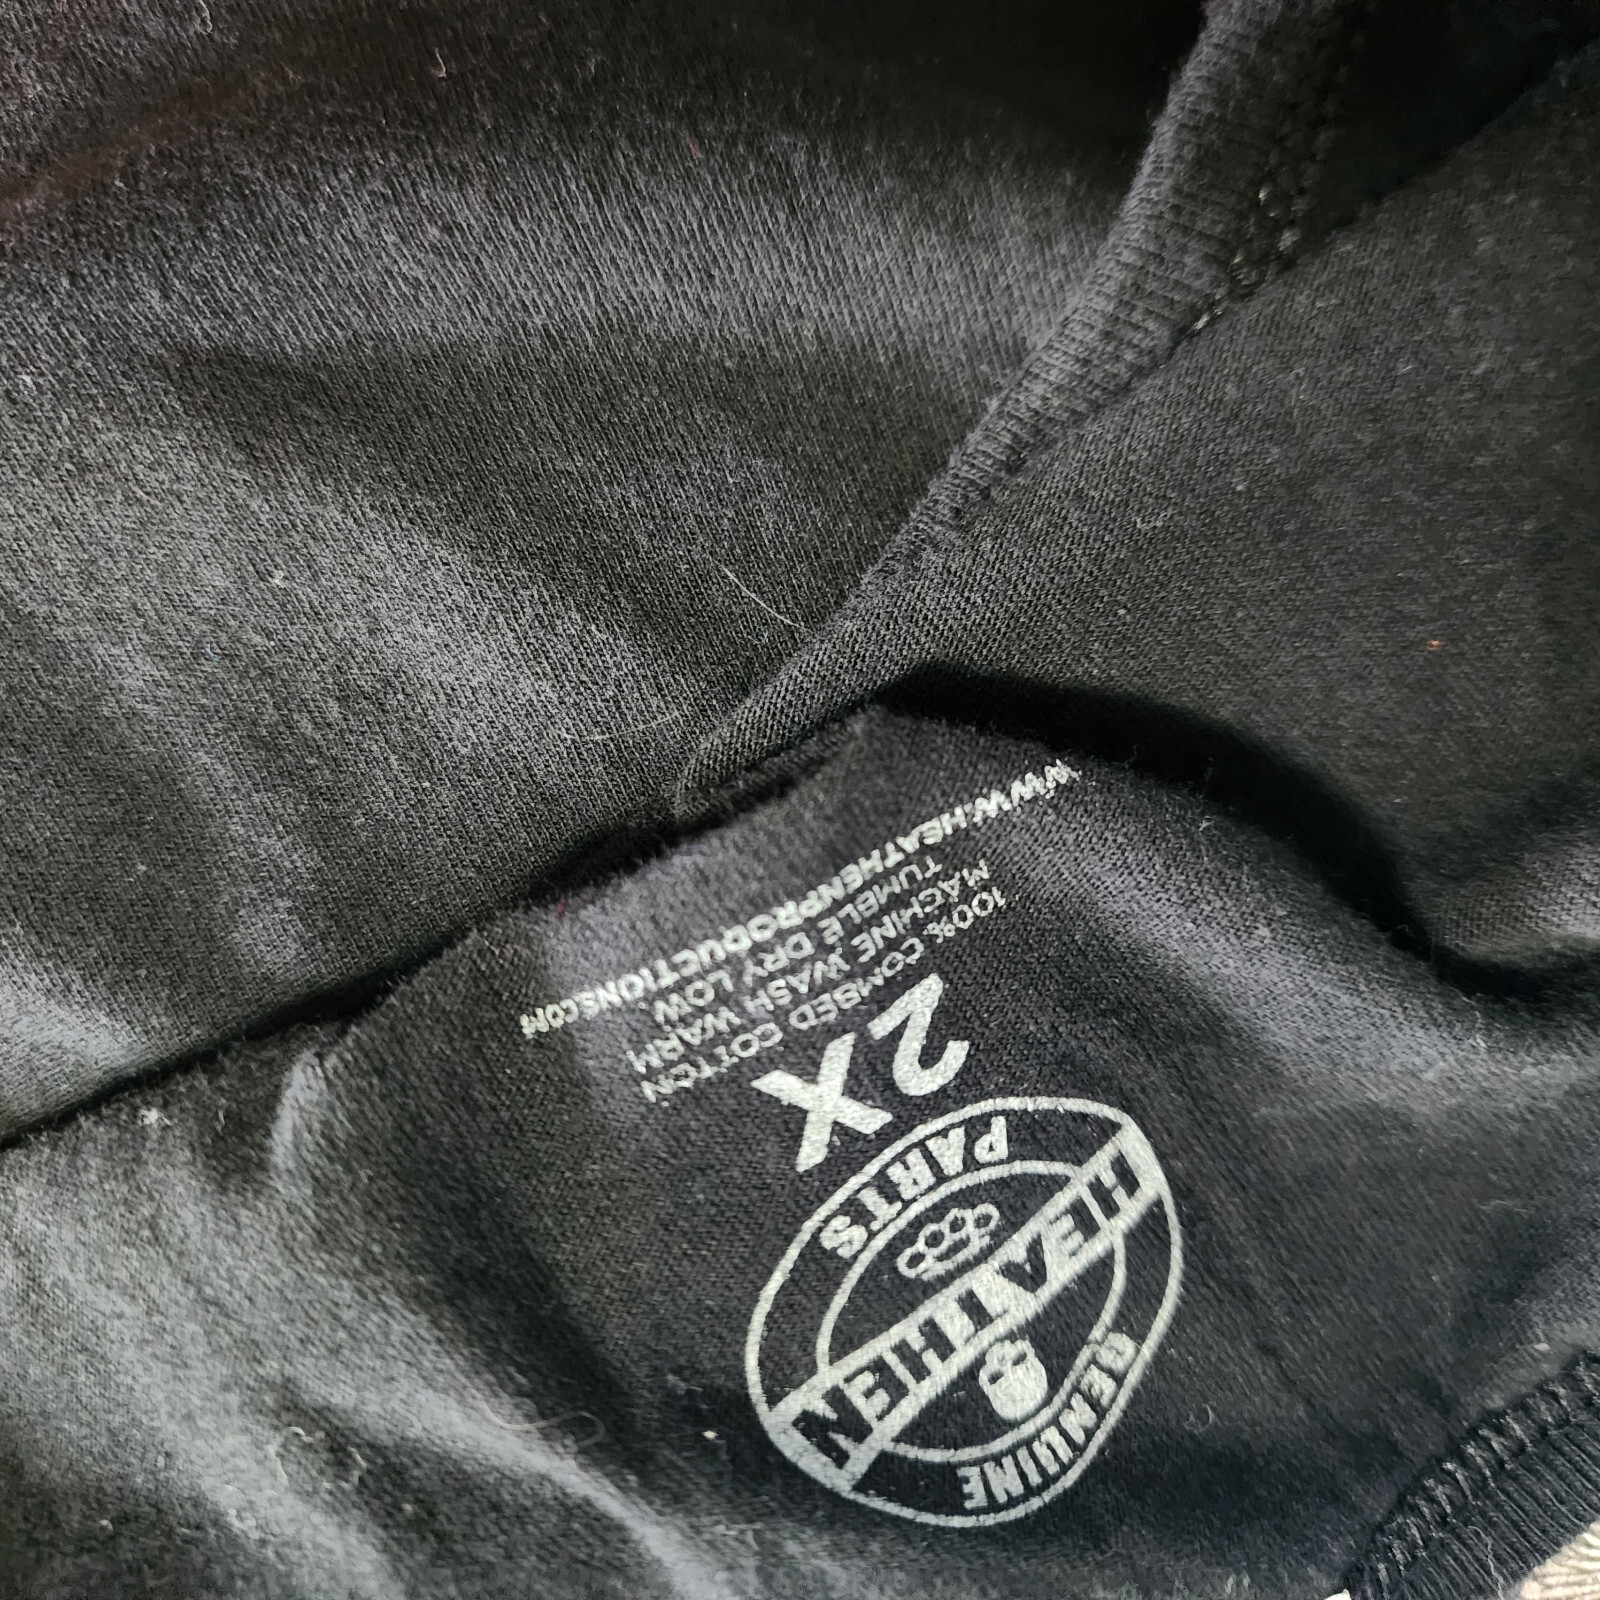 GENUINE
HEATHEN
PARTS
2X
100% COMBED COTTON
MACHINE WASH WARM
TUMBLE DRY LOW
WWW.HEATHENPRODUCTIONS.COM